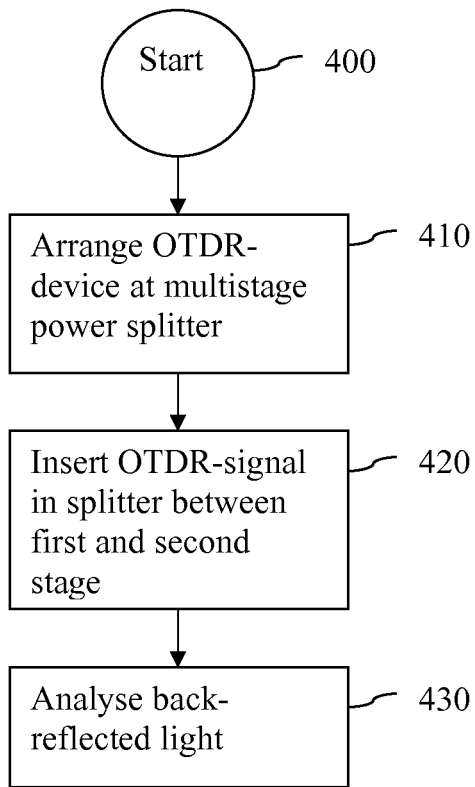 Start
400
Arrange OTDR-
device at multistage
power splitter
410
Insert OTDR-signal
in splitter between
first and second
stage
420
Analyse back-
reflected light
430